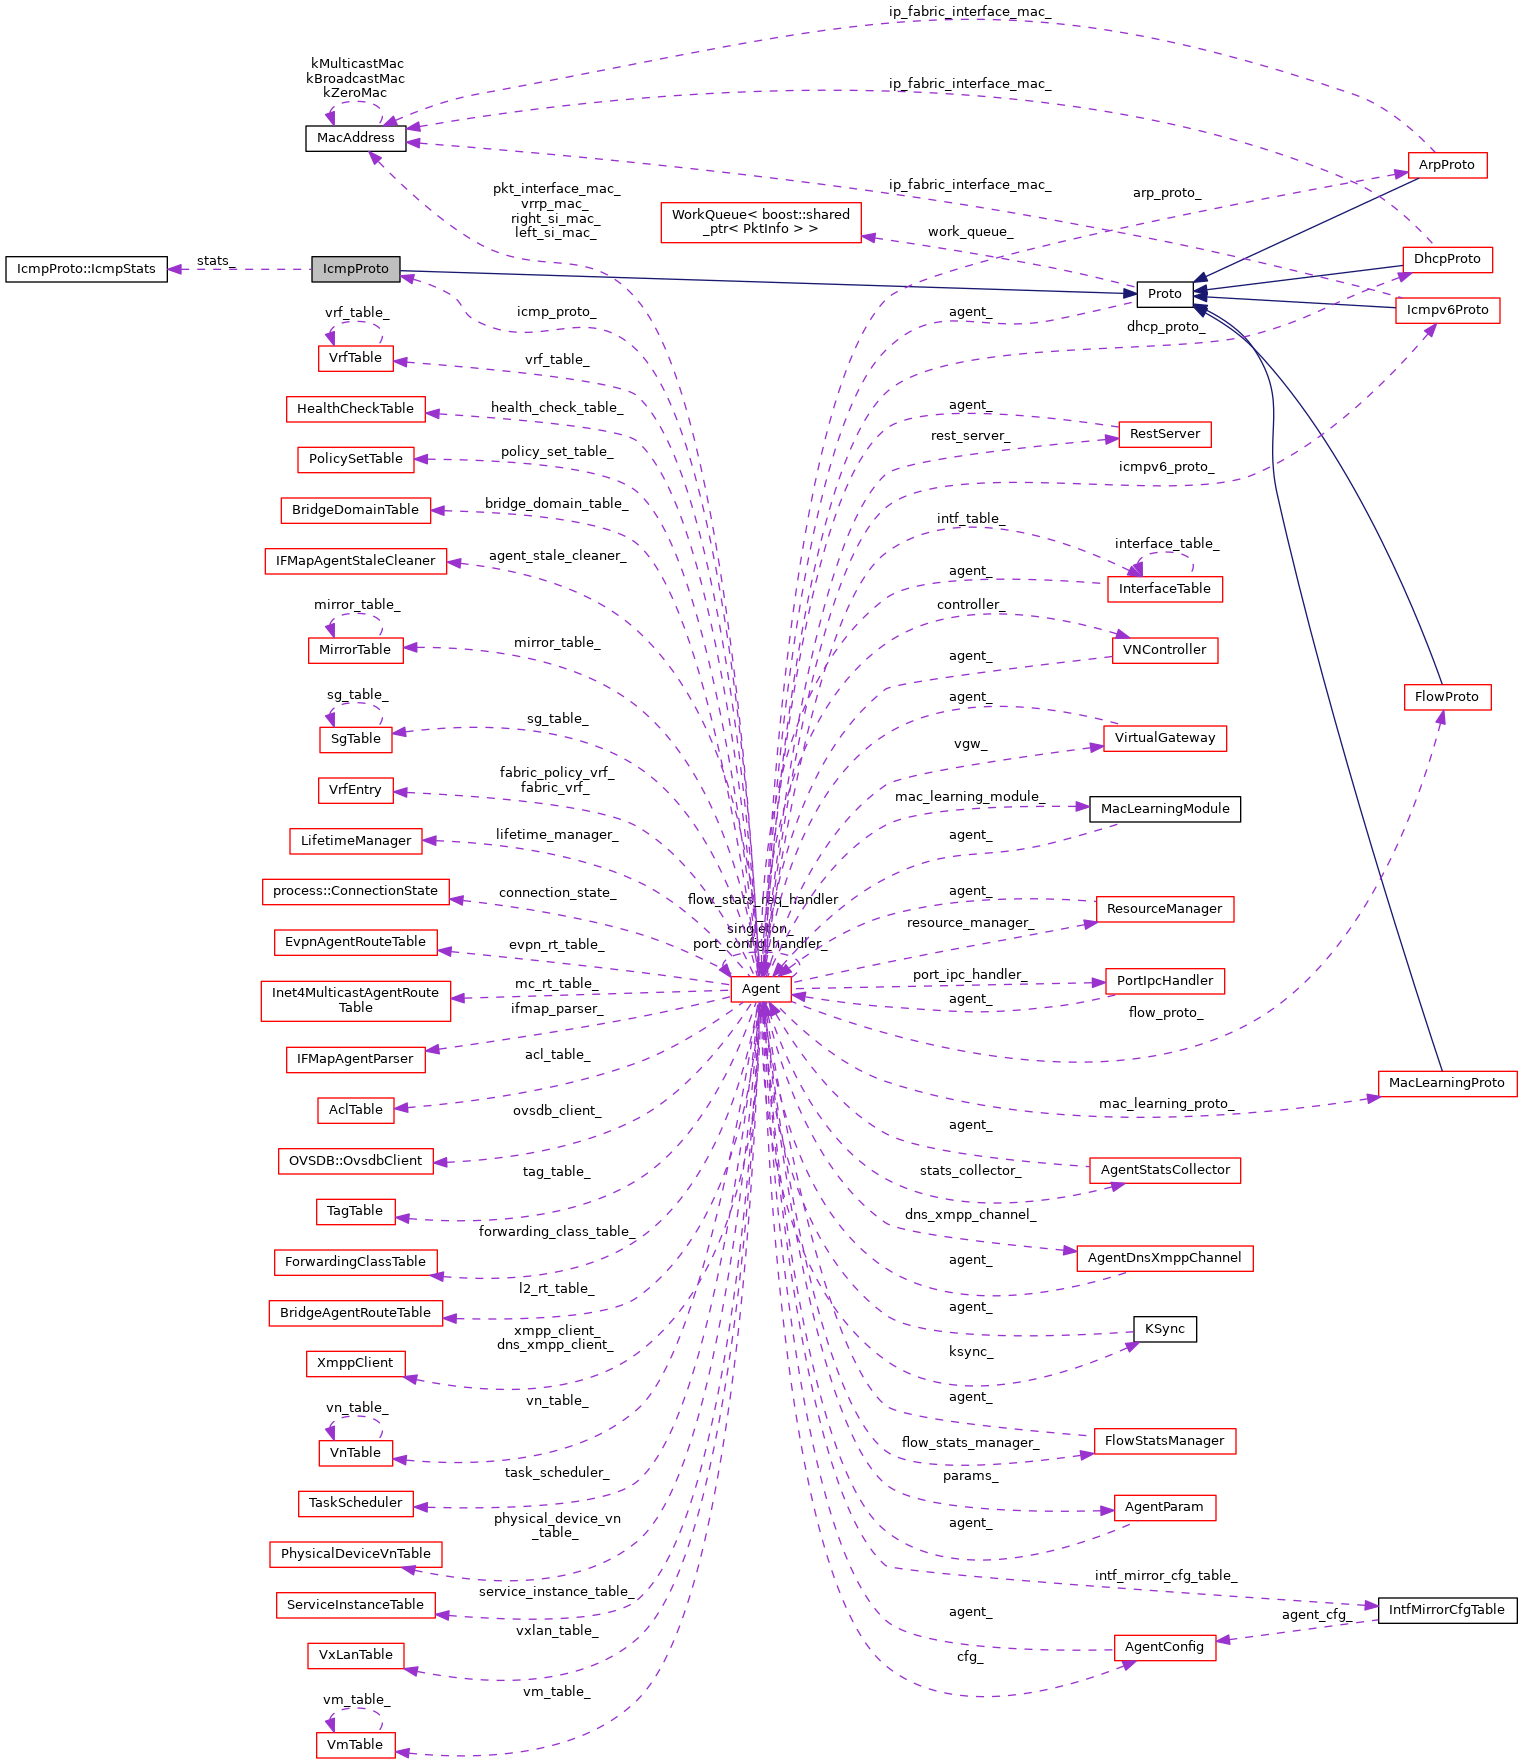 ip_fabric_interface_mac_
kMulticastMac
kBroadcastMac
kZeroMac
ip_fabric_interface_mac_
MacAddress
ArpProto
pkt_interface_mac_
vrrp_mac_
right_si_mac_
left_si_mac_
ip_fabric_interface_mac_
arp_proto_
WorkQueue< boost::shared
_ptr< PktInfo > >
work_queue_
IcmpProto::IcmpStats
stats_
IcmpProto
DhcpProto
Proto
icmp_proto_
agent_
Icmpv6Proto
vrf_table_
dhcp_proto_
VrfTable
vrf_table_
HealthCheckTable
health_check_table_
agent_
rest_server_
RestServer
PolicySetTable
policy_set_table_
icmpv6_proto_
BridgeDomainTable
bridge_domain_table_
intf_table_
interface_table_
IFMapAgentStaleCleaner
agent_stale_cleaner_
agent_
InterfaceTable
mirror_table_
controller_
MirrorTable
mirror_table_
agent_
VNController
sg_table_
agent_
FlowProto
SgTable
sg_table_
vgw_
VirtualGateway
fabric_policy_vrf_
fabric_vrf_
VrfEntry
mac_learning_module_
MacLearningModule
LifetimeManager
lifetime_manager_
agent_
process::ConnectionState
connection_state_
agent_
flow_stats_req_handler
_
singleton_
port_config_handler_
resource_manager_
ResourceManager
EvpnAgentRouteTable
evpn_rt_table_
Agent
port_ipc_handler_
PortIpcHandler
Inet4MulticastAgentRoute
Table
mc_rt_table_
agent_
ifmap_parser_
flow_proto_
IFMapAgentParser
acl_table_
MacLearningProto
AclTable
ovsdb_client_
mac_learning_proto_
agent_
OVSDB::OvsdbClient
tag_table_
stats_collector_
AgentStatsCollector
TagTable
dns_xmpp_channel_
forwarding_class_table_
ForwardingClassTable
agent_
AgentDnsXmppChannel
l2_rt_table_
BridgeAgentRouteTable
agent_
KSync
xmpp_client_
dns_xmpp_client_
ksync_
XmppClient
vn_table_
vn_table_
agent_
VnTable
flow_stats_manager_
FlowStatsManager
task_scheduler_
params_
TaskScheduler
AgentParam
physical_device_vn
_table_
agent_
PhysicalDeviceVnTable
service_instance_table_
intf_mirror_cfg_table_
ServiceInstanceTable
agent_
agent_cfg_
IntfMirrorCfgTable
vxlan_table_
VxLanTable
cfg_
AgentConfig
vm_table_
vm_table_
VmTable